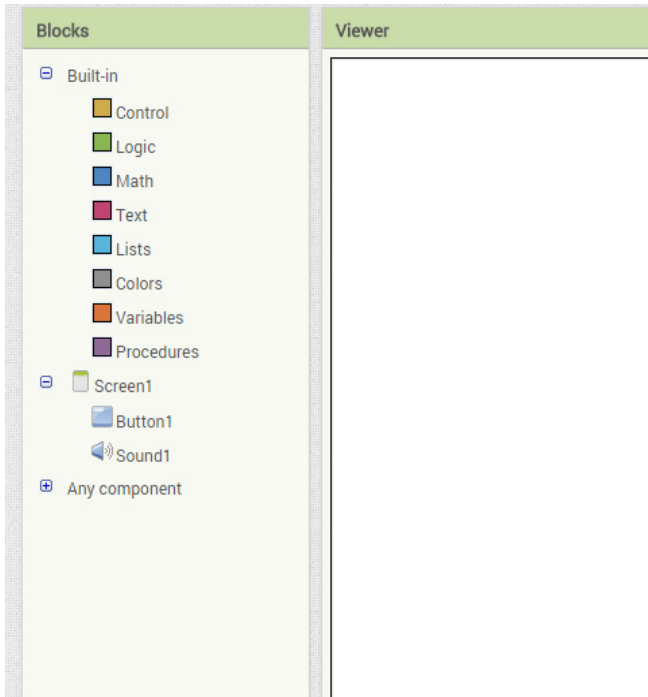 Blocks
Viewer
Built-in
Control
Logic
Math
Text
Lists
Colors
Variables
Procedures
Screen1
Button1
Sound1
Any component